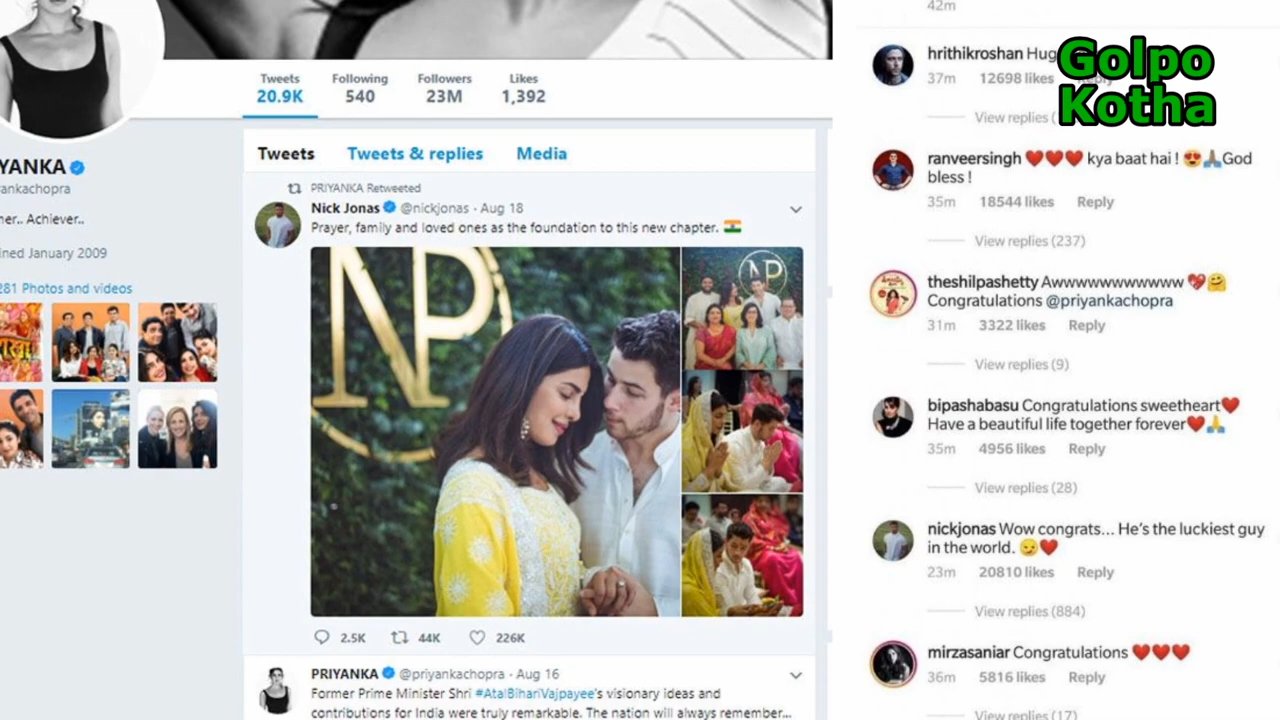 Tweets
20.9K
Following
540
Followers
23M
Likes
1,392
YANKA
ankachopra
ner.. Achiever..
ned January 2009
281 Photos and videos
Tweets Tweets & replies Media
PRIYANKA Retweeted
Nick Jonas @nickjonas · Aug 18
Prayer, family and loved ones as the foundation to this new chapter. 🇮🇳
NP
NP
2.5K 44K 226K
PRIYANKA @priyankachopra · Aug 16
Former Prime Minister Shri #AtalBihariVajpayee's visionary ideas and
contributions for India were truly remarkable. The nation will always remember...
42m
hrithikroshan Hug
37m 12698 likes Reply
View replies (
Golpo
Kotha
ranveersingh ❤️❤️❤️ kya baat hai ! 😍🙏🏽God
bless !
35m 18544 likes Reply
View replies (237)
theshilpashetty Awwwwwwwwwww 💖🤗
Congratulations @priyankachopra
31m 3322 likes Reply
View replies (9)
bipashabasu Congratulations sweetheart❤️
Have a beautiful life together forever❤️🙏
35m 4956 likes Reply
View replies (28)
nickjonas Wow congrats... He's the luckiest guy
in the world. 😏❤️
23m 20810 likes Reply
View replies (884)
mirzasaniar Congratulations ❤️❤️❤️
36m 5816 likes Reply
View replies (17)